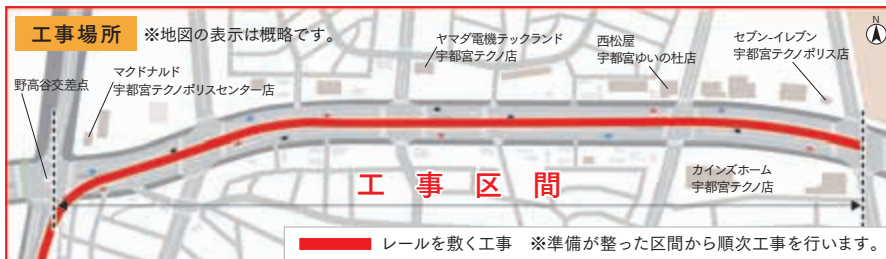 工事場所 ※地図の表示は概略です。
N
野高谷交差点
マクドナルド
宇都宮テクノポリスセンター店
ヤマダ電機テックランド
宇都宮テクノ店
西松屋
宇都宮ゆいの杜店
セブン-イレブン
宇都宮テクノポリス店
カインズホーム
宇都宮テクノ店
工事区間
レールを敷く工事 ※準備が整った区間から順次工事を行います。